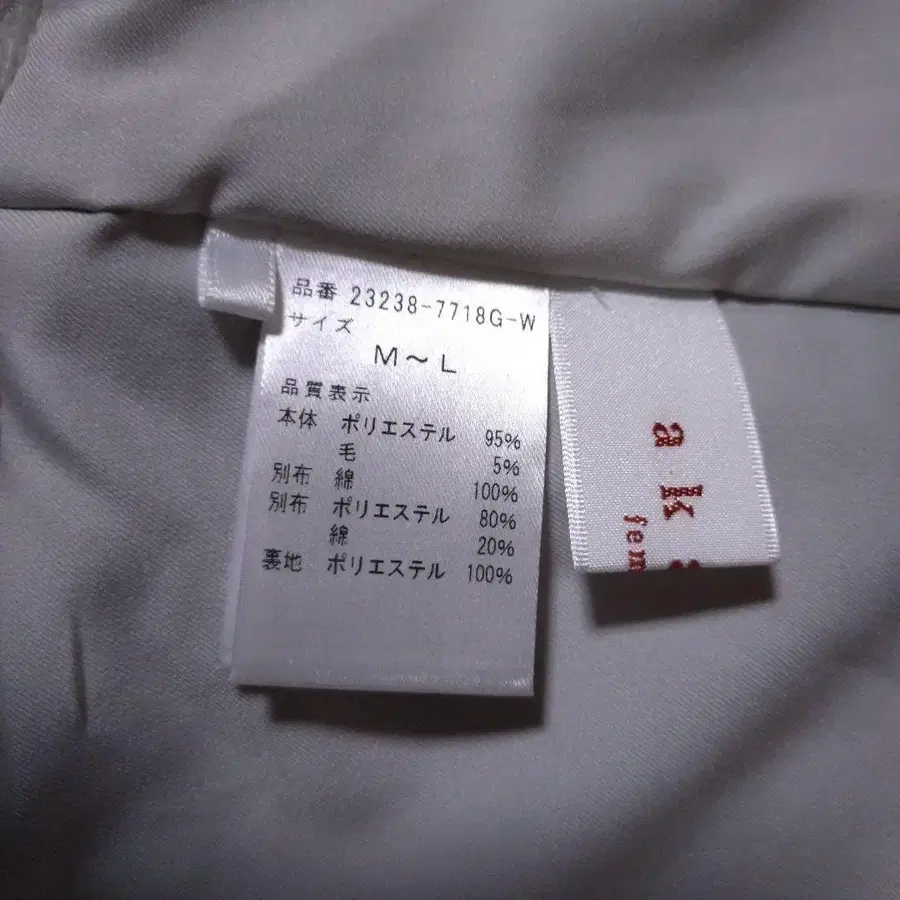 品番 23238-7718G-W
サイズ
M～L
品質表示
本体 ポリエステル 95%
毛 5%
別布 綿 100%
別布 ポリエステル 80%
綿 20%
裏地 ポリエステル 100%
a k
fem